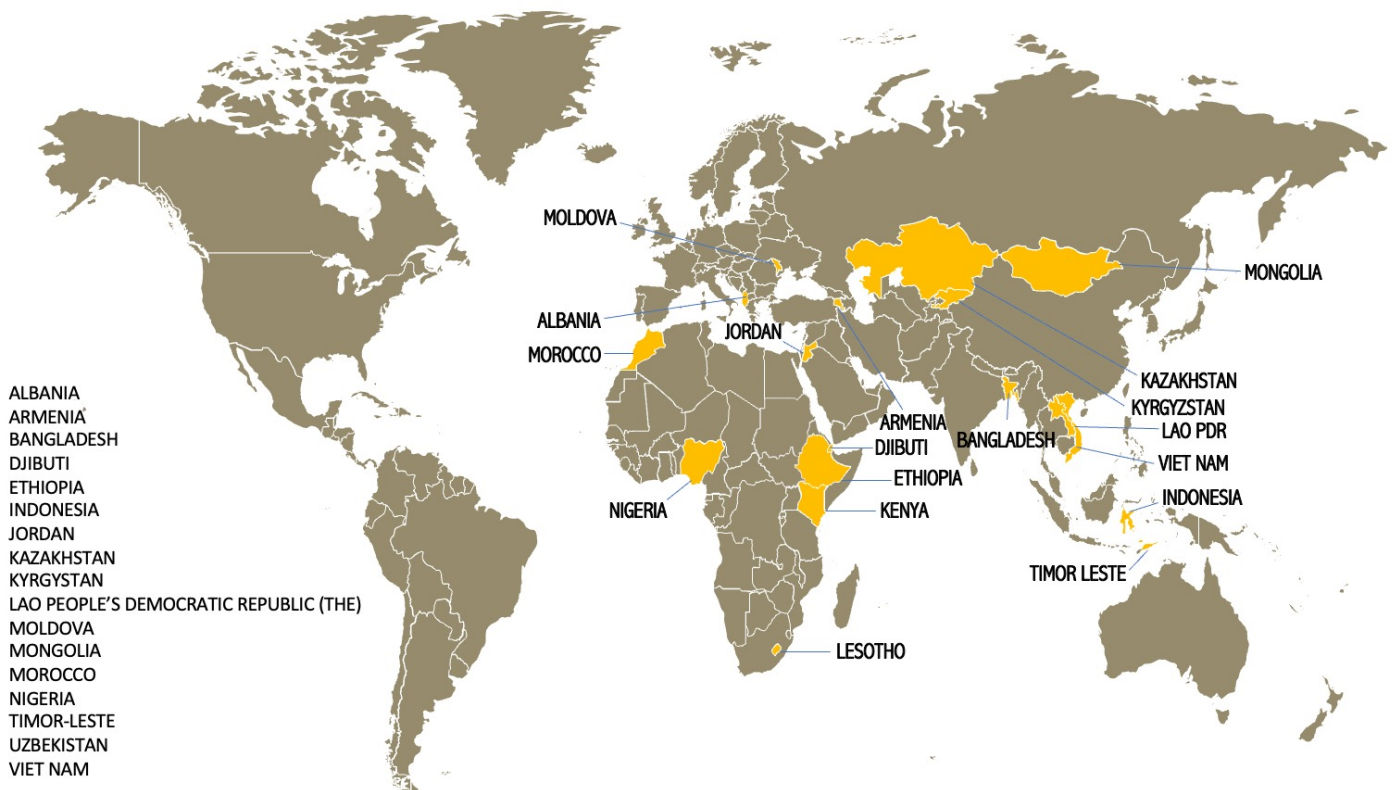 MOLDOVA
MONGOLIA
ALBANIA
JORDAN
MOROCCO
KAZAKHSTAN
KYRGYZSTAN
ARMENIA
LAO PDR
BANGLADESH
DJIBUTI
VIET NAM
ETHIOPIA
INDONESIA
NIGERIA
KENYA
TIMOR LESTE
LESOTHO
ALBANIA
ARMENIA
BANGLADESH
DJIBUTI
ETHIOPIA
INDONESIA
JORDAN
KAZAKHSTAN
KYRGYSTAN
LAO PEOPLE’S DEMOCRATIC REPUBLIC (THE)
MOLDOVA
MONGOLIA
MOROCCO
NIGERIA
TIMOR-LESTE
UZBEKISTAN
VIET NAM